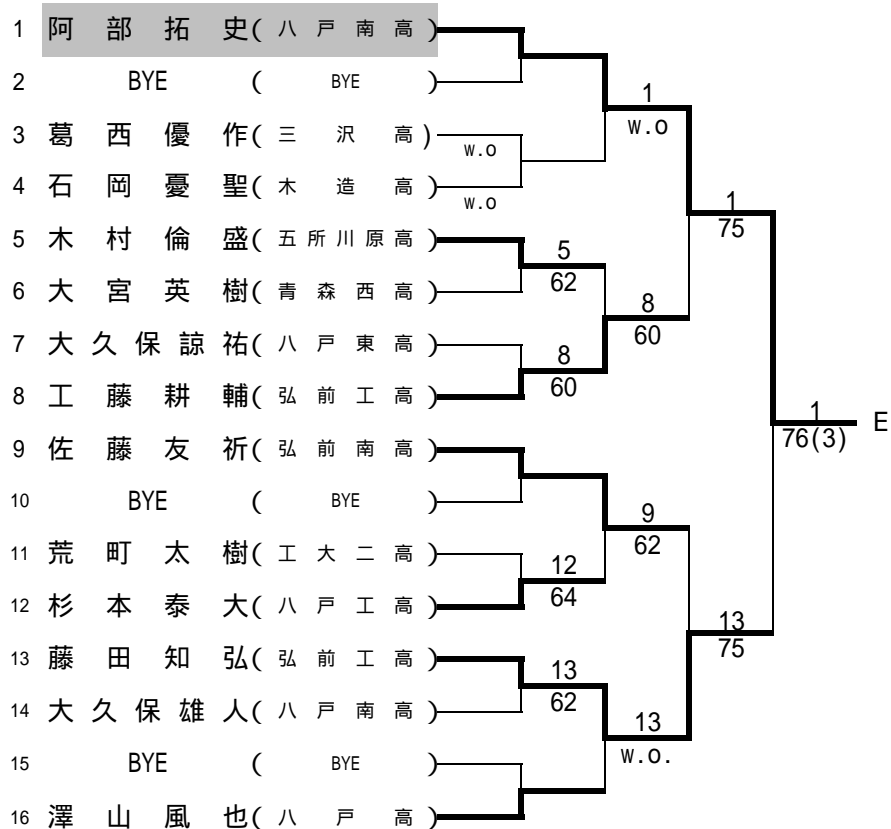 1 阿部拓史(八戸南高)
2 BYE (BYE)
1
w.o
3 葛西優作(三沢高)
w.o
4 石岡憂聖(木造高)
w.o
1
75
5 木村倫盛(五所川原高)
5
62
6 大宮英樹(青森西高)
8
60
7 大久保諒祐(八戸東高)
8
60
8 工藤耕輔(弘前工高)
1
76(3)
E
9 佐藤友祈(弘前南高)
10 BYE (BYE)
9
62
11 荒町太樹(工大二高)
12
64
12 杉本泰大(八戸工高)
13
75
13 藤田知弘(弘前工高)
13
62
14 大久保雄人(八戸南高)
13
w.o.
15 BYE (BYE)
16 澤山風也(八戸高)